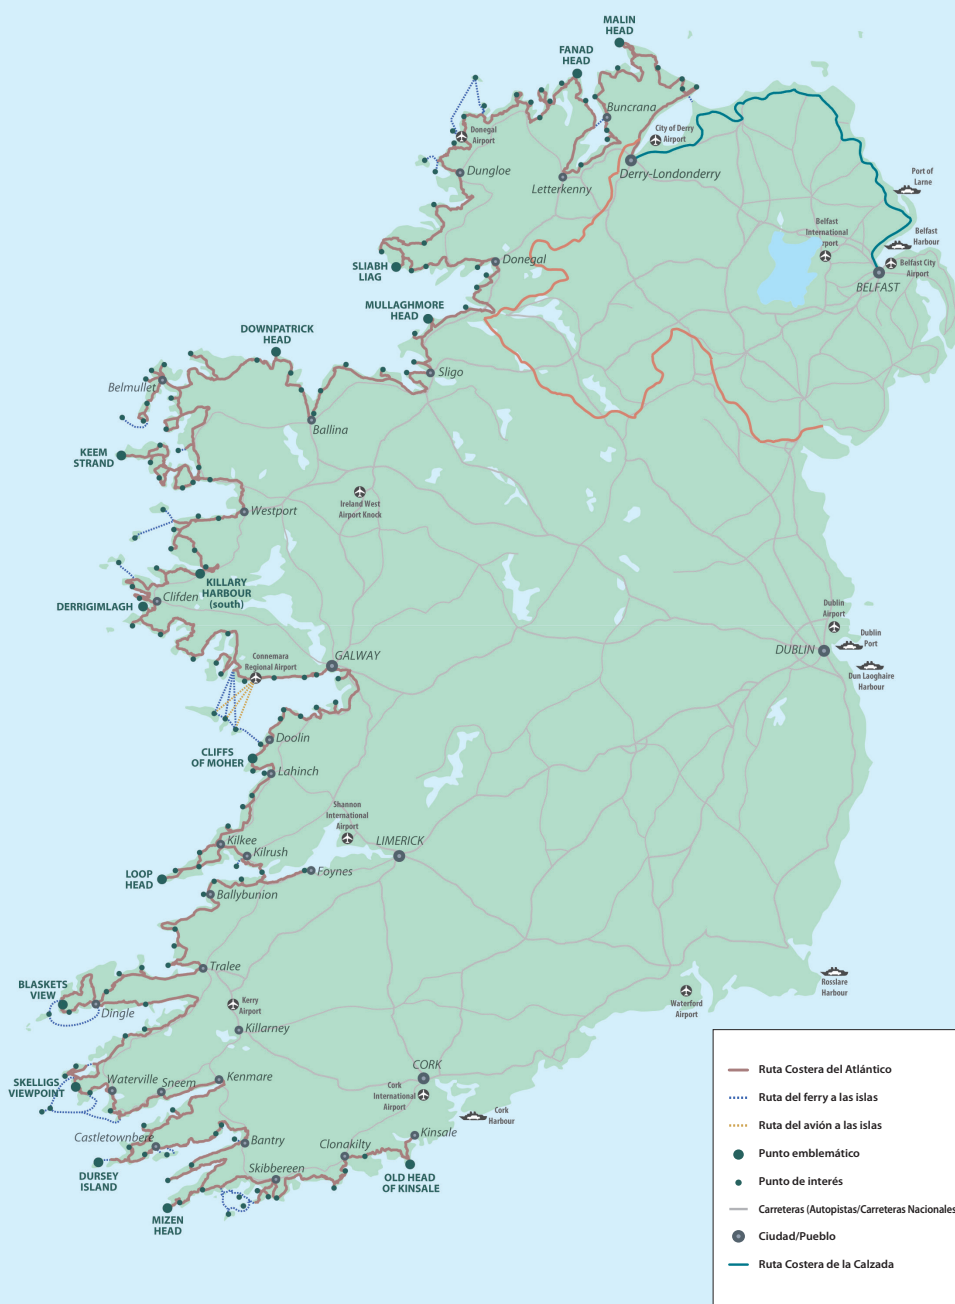 MALIN
HEAD
FANAD
HEAD
Buncrana
City of Derry
Airport
Donegal
Airport
Derry-Londonderry
Dungloe
Letterkenny
Port of
Larne
Belfast
International
rport
Belfast
Harbour
Belfast City
Airport
BELFAST
SLIABH
LIAG
Donegal
MULLAGHMORE
HEAD
DOWNPATRICK
HEAD
Sligo
Belmullet
Ballina
KEEM
STRAND
Ireland West
Airport Knock
Westport
KILLARY
HARBOUR
(south)
Clifden
DERRIGIMLAGH
Dublin
Airport
Dublin
Port
DUBLIN
Dun Laoghaire
Harbour
Connemara
Regional Airport
GALWAY
Doolin
CLIFFS
OF MOHER
Lahinch
Shannon
International
Airport
Kilkee
Kilrush
LIMERICK
LOOP
HEAD
Foynes
Ballybunion
Tralee
BLASKETS
VIEW
Dingle
Kerry
Airport
Killarney
Waterford
Airport
Rosslare
Harbour
SKELLIGS
VIEWPOINT
Waterville
Sneem
Kenmare
CORK
Cork
International
Airport
Cork
Harbour
Castletownbere
Bantry
Clonakilty
Kinsale
DURSEY
ISLAND
Skibbereen
OLD HEAD
OF KINSALE
MIZEN
HEAD
Ruta Costera del Atlántico
Ruta del ferry a las islas
Ruta del avión a las islas
Punto emblemático
Punto de interés
Carreteras (Autopistas/Carreteras Nacionales
Ciudad/Pueblo
Ruta Costera de la Calzada